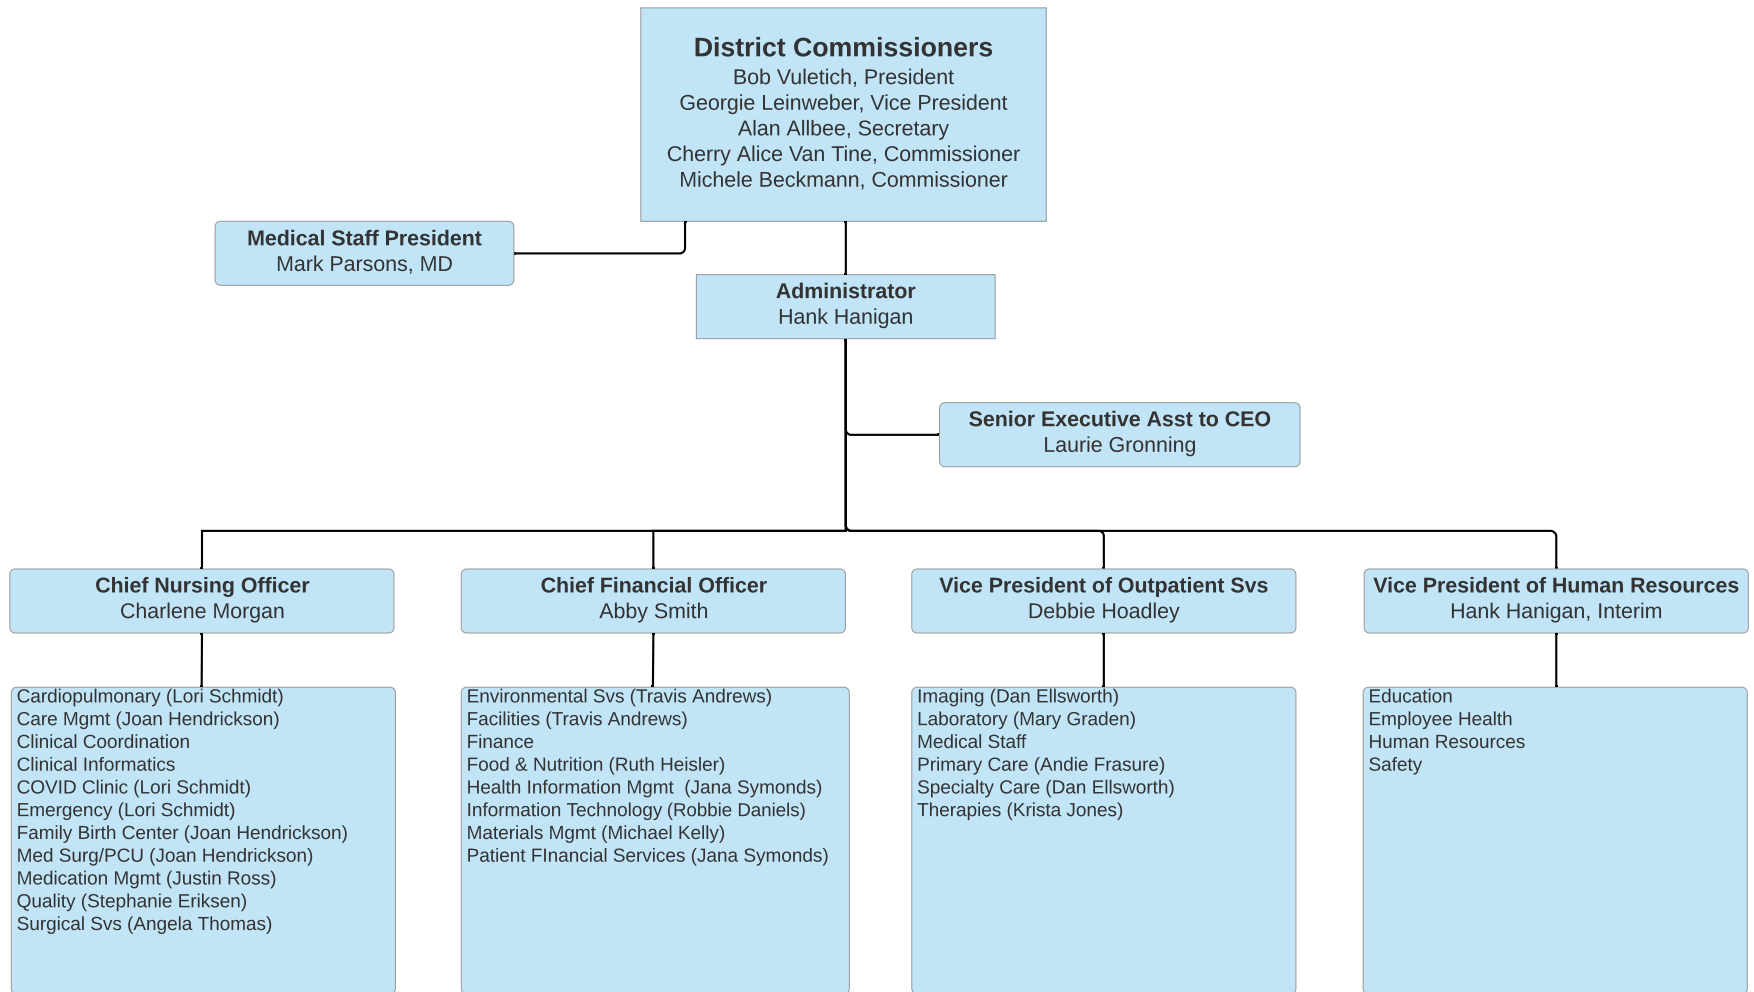 District Commissioners
Bob Vuletich, President
Georgie Leinweber, Vice President
Alan Allbee, Secretary
Cherry Alice Van Tine, Commissioner
Michele Beckmann, Commissioner
Medical Staff President
Mark Parsons, MD
Administrator
Hank Hanigan
Senior Executive Asst to CEO
Laurie Gronning
Chief Nursing Officer
Charlene Morgan
Chief Financial Officer
Abby Smith
Vice President of Outpatient Svs
Debbie Hoadley
Vice President of Human Resources
Hank Hanigan, Interim
Cardiopulmonary (Lori Schmidt)
Care Mgmt (Joan Hendrickson)
Clinical Coordination
Clinical Informatics
COVID Clinic (Lori Schmidt)
Emergency (Lori Schmidt)
Family Birth Center (Joan Hendrickson)
Med Surg/PCU (Joan Hendrickson)
Medication Mgmt (Justin Ross)
Quality (Stephanie Eriksen)
Surgical Svs (Angela Thomas)
Environmental Svs (Travis Andrews)
Facilities (Travis Andrews)
Finance
Food & Nutrition (Ruth Heisler)
Health Information Mgmt  (Jana Symonds)
Information Technology (Robbie Daniels)
Materials Mgmt (Michael Kelly)
Patient FInancial Services (Jana Symonds)
Imaging (Dan Ellsworth)
Laboratory (Mary Graden)
Medical Staff
Primary Care (Andie Frasure)
Specialty Care (Dan Ellsworth)
Therapies (Krista Jones)
Education
Employee Health
Human Resources
Safety